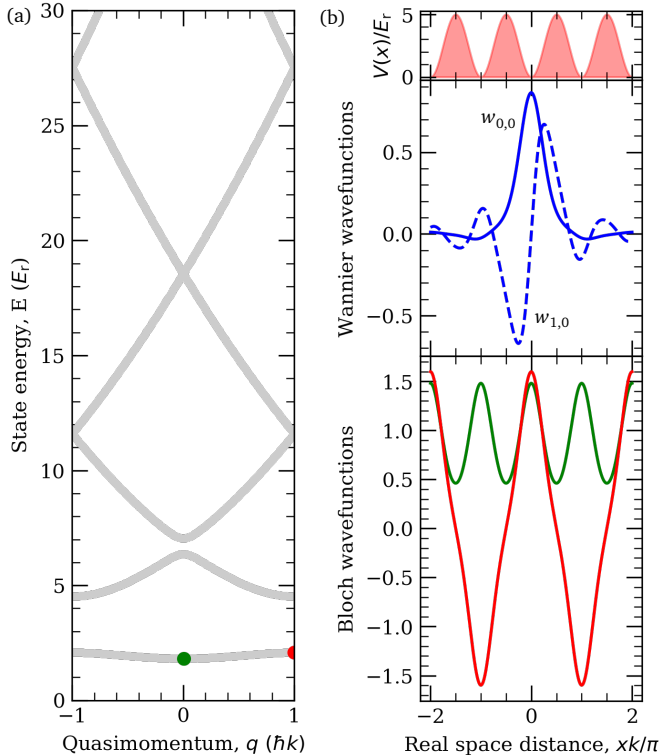 (a)
30
25
20
15
10
5
0
State energy, E (Eᵣ)
−1
0
1
Quasimomentum, q (ħk)
(b)
5
0
V(x)/Eᵣ
w₀,₀
w₁,₀
0.5
0.0
−0.5
Wannier wavefunctions
1.5
1.0
0.5
0.0
−0.5
−1.0
−1.5
Bloch wavefunctions
−2
−1
0
1
2
Real space distance, xk/π